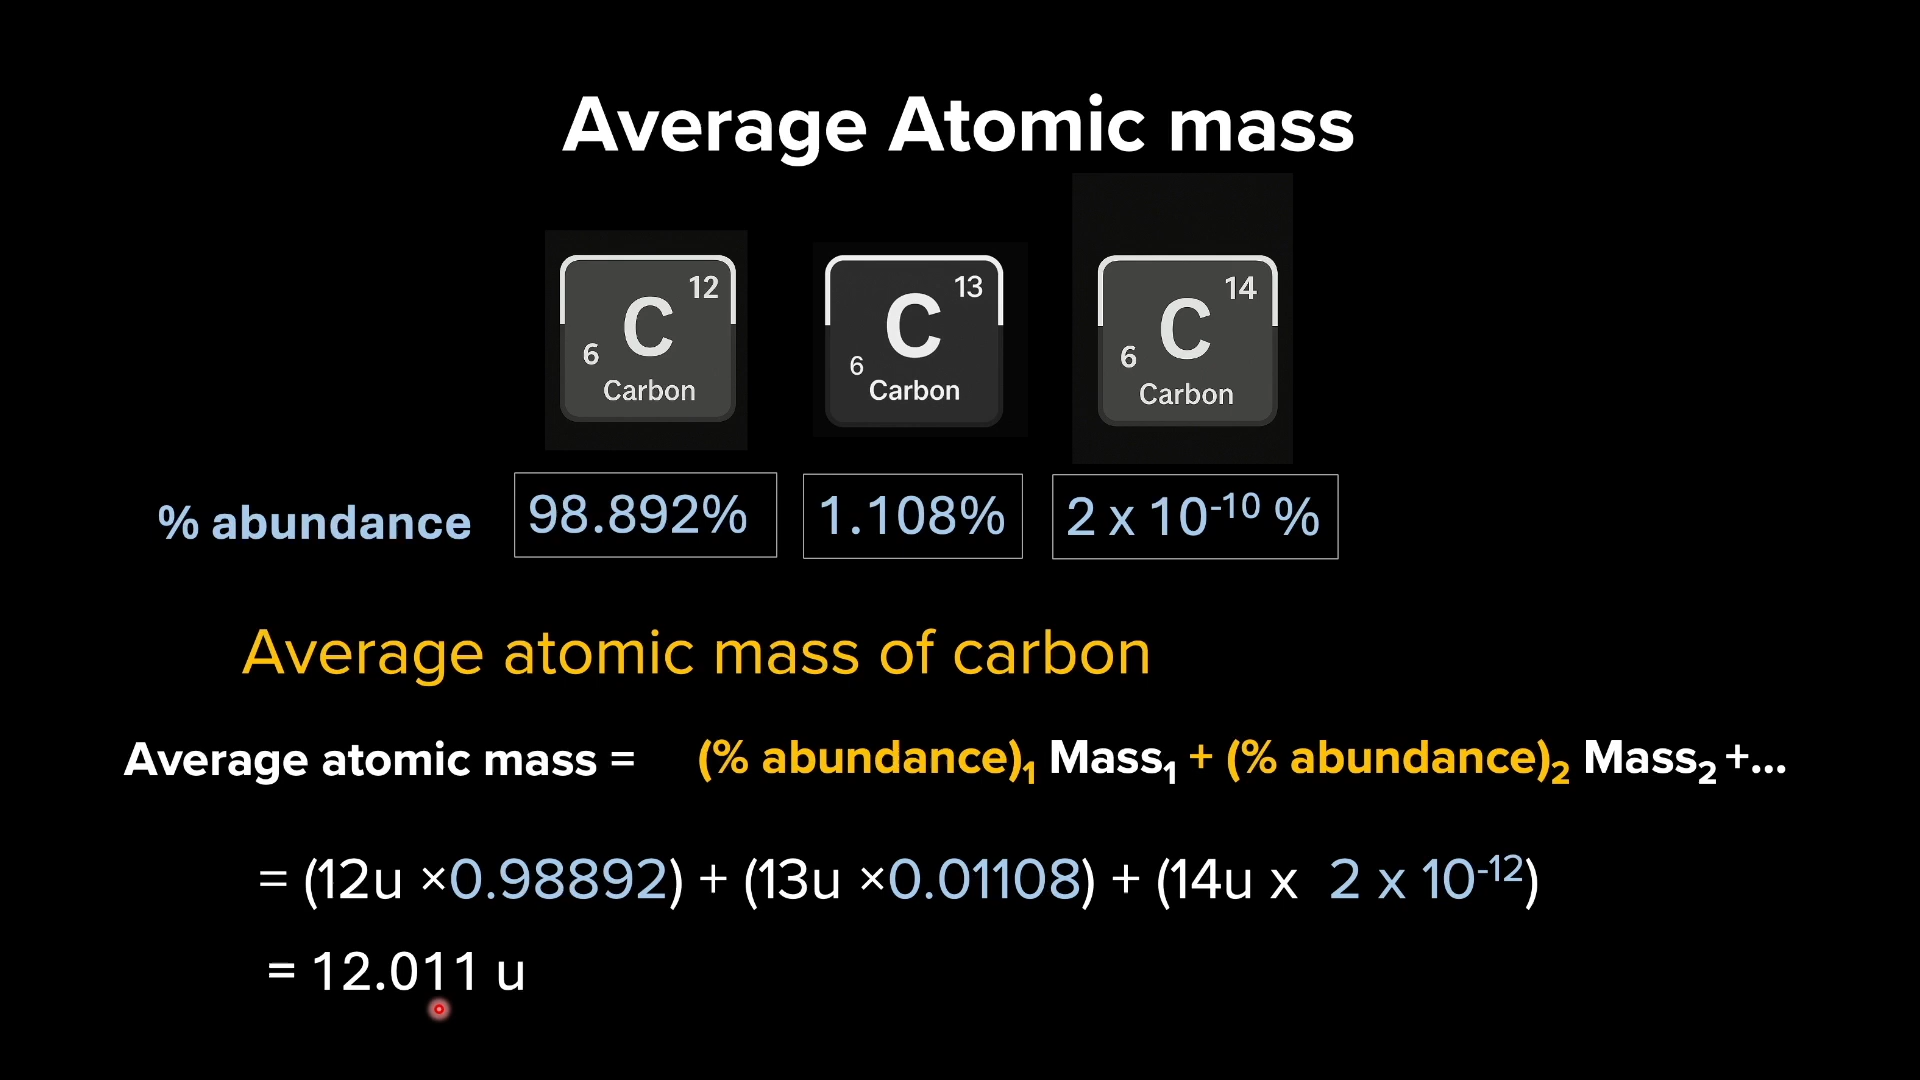 Average Atomic mass
12 13 14
C C C
6 6 6
Carbon Carbon Carbon
% abundance 98.892% 1.108% 2 x 10⁻¹⁰ %
Average atomic mass of carbon
Average atomic mass = (% abundance)₁ Mass₁ + (% abundance)₂ Mass₂ +...
= (12u ×0.98892) + (13u ×0.01108) + (14u x 2 x 10⁻¹²)
= 12.011 u